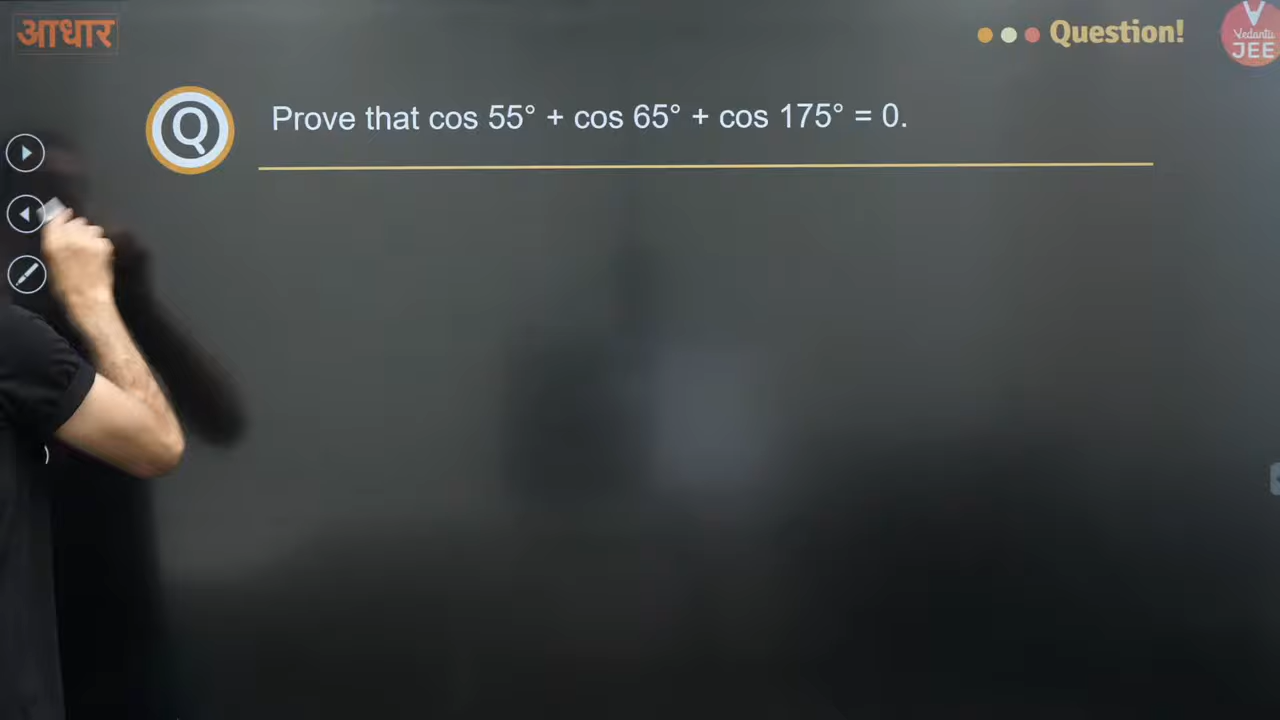 आधार
Question!
Vedantu
JEE
Q
Prove that cos 55° + cos 65° + cos 175° = 0.